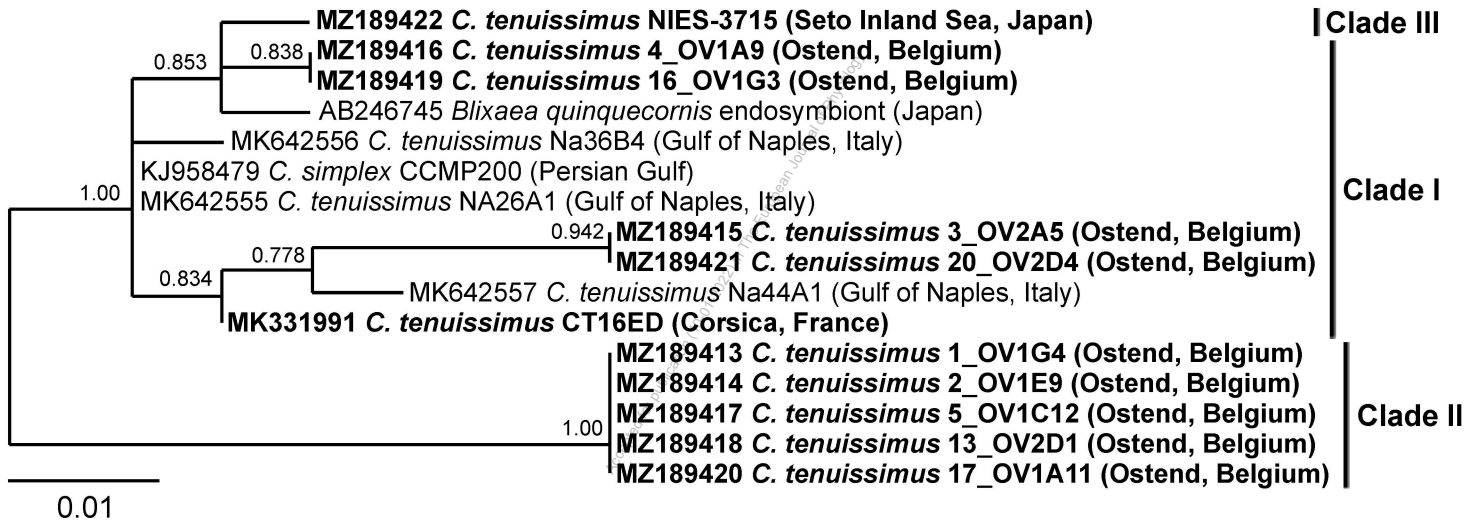 MZ189422 C. tenuissimus NIES-3715 (Seto Inland Sea, Japan)
Clade III
0.838
MZ189416 C. tenuissimus 4_OV1A9 (Ostend, Belgium)
0.853
MZ189419 C. tenuissimus 16_OV1G3 (Ostend, Belgium)
AB246745 Blixaea quinquecornis endosymbiont (Japan)
MK642556 C. tenuissimus Na36B4 (Gulf of Naples, Italy)
KJ958479 C. simplex CCMP200 (Persian Gulf)
Clade I
1.00
MK642555 C. tenuissimus NA26A1 (Gulf of Naples, Italy)
0.942
MZ189415 C. tenuissimus 3_OV2A5 (Ostend, Belgium)
0.778
MZ189421 C. tenuissimus 20_OV2D4 (Ostend, Belgium)
0.834
MK642557 C. tenuissimus Na44A1 (Gulf of Naples, Italy)
MK331991 C. tenuissimus CT16ED (Corsica, France)
MZ189413 C. tenuissimus 1_OV1G4 (Ostend, Belgium)
MZ189414 C. tenuissimus 2_OV1E9 (Ostend, Belgium)
MZ189417 C. tenuissimus 5_OV1C12 (Ostend, Belgium)
Clade II
1.00
MZ189418 C. tenuissimus 13_OV2D1 (Ostend, Belgium)
MZ189420 C. tenuissimus 17_OV1A11 (Ostend, Belgium)
0.01
The European Journal of